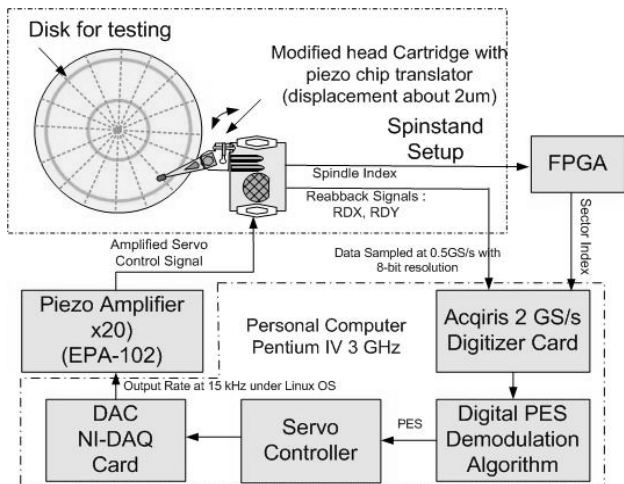 Disk for testing
Modified head Cartridge with
piezo chip translator
(displacement about 2um)
Spinstand
Setup
FPGA
Spindle Index
Reabback Signals :
RDX, RDY
Sector Index
Amplified Servo
Control Signal
Data Sampled at 0.5GS/s with
8-bit resolution
Piezo Amplifier
x20)
(EPA-102)
Personal Computer
Pentium IV 3 GHz
Acqiris 2 GS/s
Digitizer Card
Output Rate at 15 kHz under Linux OS
DAC
NI-DAQ
Card
Servo
Controller
PES
Digital PES
Demodulation
Algorithm